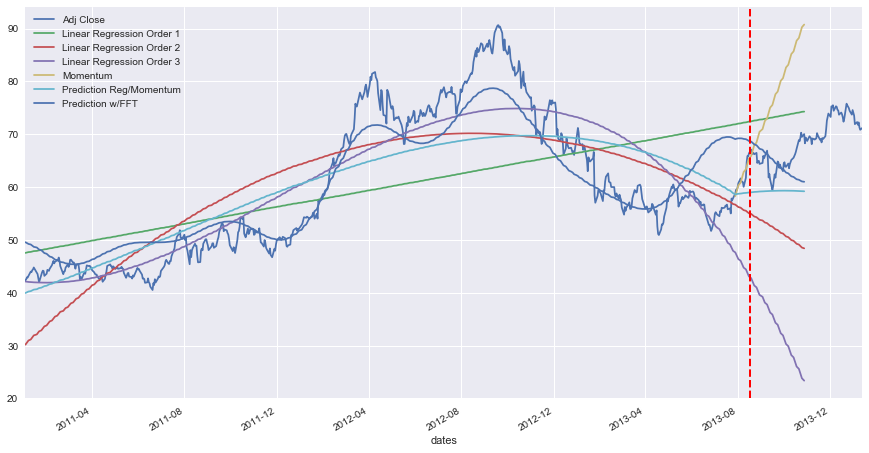 Adj Close
Linear Regression Order 1
Linear Regression Order 2
Linear Regression Order 3
Momentum
Prediction Reg/Momentum
Prediction w/FFT
90
80
70
60
50
40
30
20
2011-04
2011-08
2011-12
2012-04
2012-08
2012-12
2013-04
2013-08
2013-12
dates